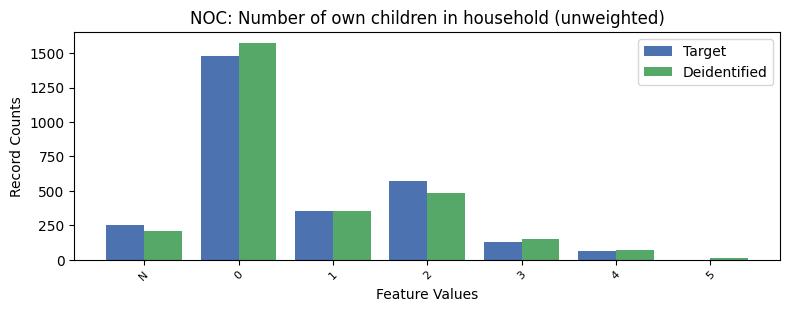 NOC: Number of own children in household (unweighted)
Target
Deidentified
Record Counts
1500
1250
1000
750
500
250
0
N 0 1 2 3 4 5
Feature Values